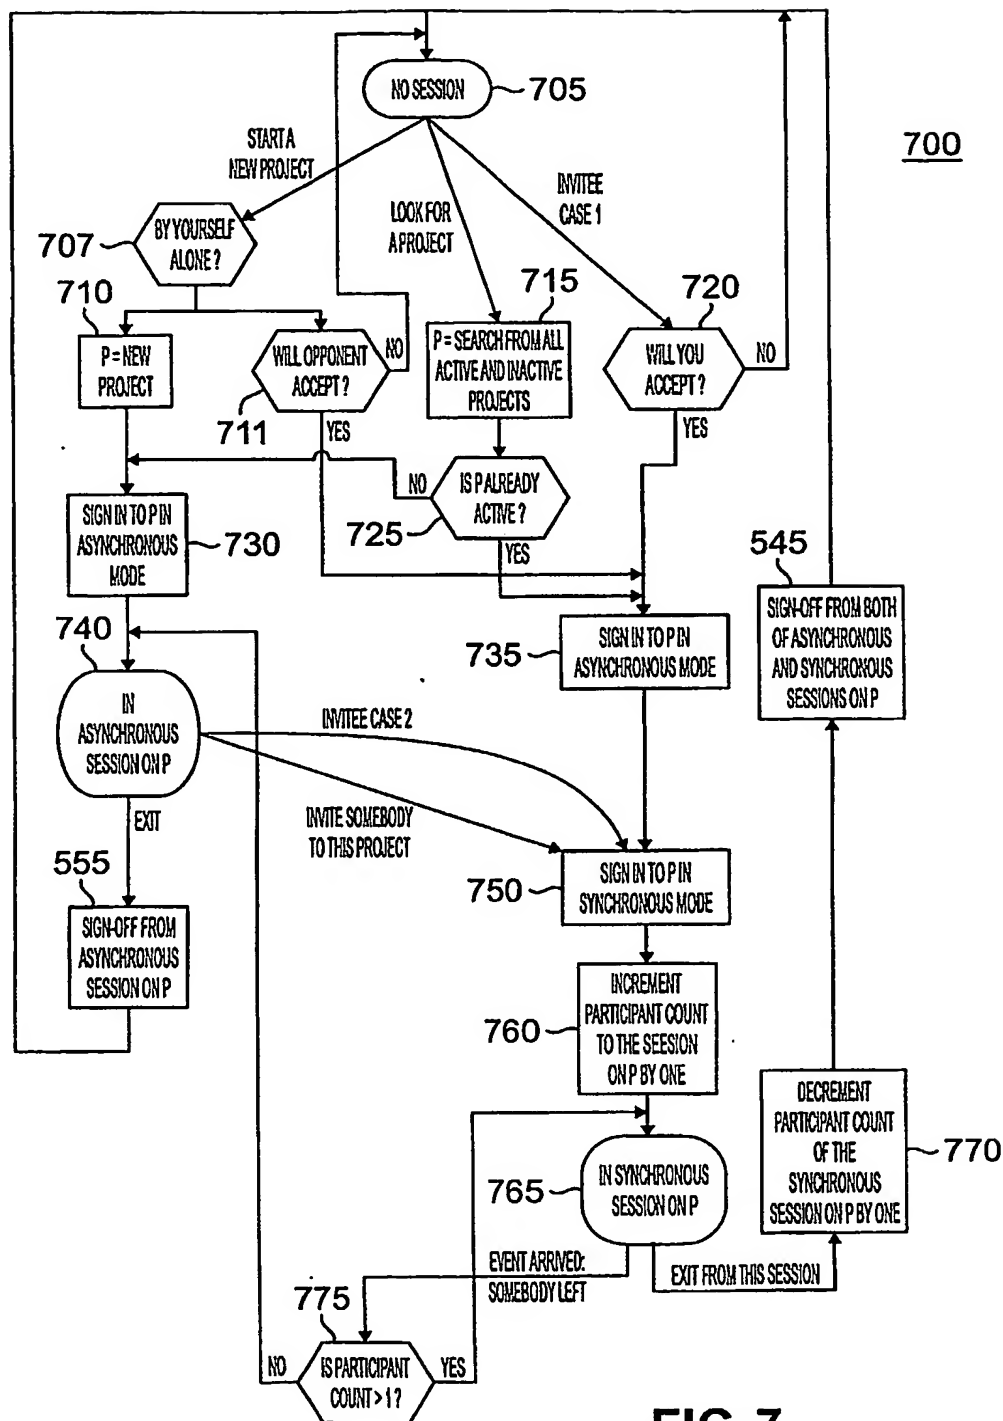 NO SESSION
705
700
START A
NEW PROJECT
LOOK FOR
A PROJECT
INVITEE
CASE 1
707
BY YOURSELF
ALONE?
710
P = NEW
PROJECT
WILL OPPONENT
ACCEPT?
NO
711
YES
715
P = SEARCH FROM ALL
ACTIVE AND INACTIVE
PROJECTS
720
WILL YOU
ACCEPT?
NO
YES
NO
IS P ALREADY
ACTIVE?
725
YES
SIGN IN TO P IN
ASYNCHRONOUS
MODE
730
545
SIGN-OFF FROM BOTH
OF ASYNCHRONOUS
AND SYNCHRONOUS
SESSIONS ON P
735
SIGN IN TO P IN
ASYNCHRONOUS MODE
740
IN
ASYNCHRONOUS
SESSION ON P
INVITEE CASE 2
INVITE SOMEBODY
TO THIS PROJECT
EXIT
555
SIGN-OFF FROM
ASYNCHRONOUS
SESSION ON P
750
SIGN IN TO P IN
SYNCHRONOUS MODE
760
INCREMENT
PARTICIPANT COUNT
TO THE SEESION
ON P BY ONE
DECREMENT
PARTICIPANT COUNT
OF THE
SYNCHRONOUS
SESSION ON P BY ONE
770
765
IN SYNCHRONOUS
SESSION ON P
EVENT ARRIVED:
SOMEBODY LEFT
EXIT FROM THIS SESSION
775
NO
IS PARTICIPANT
COUNT > 1?
YES
FIG. 7